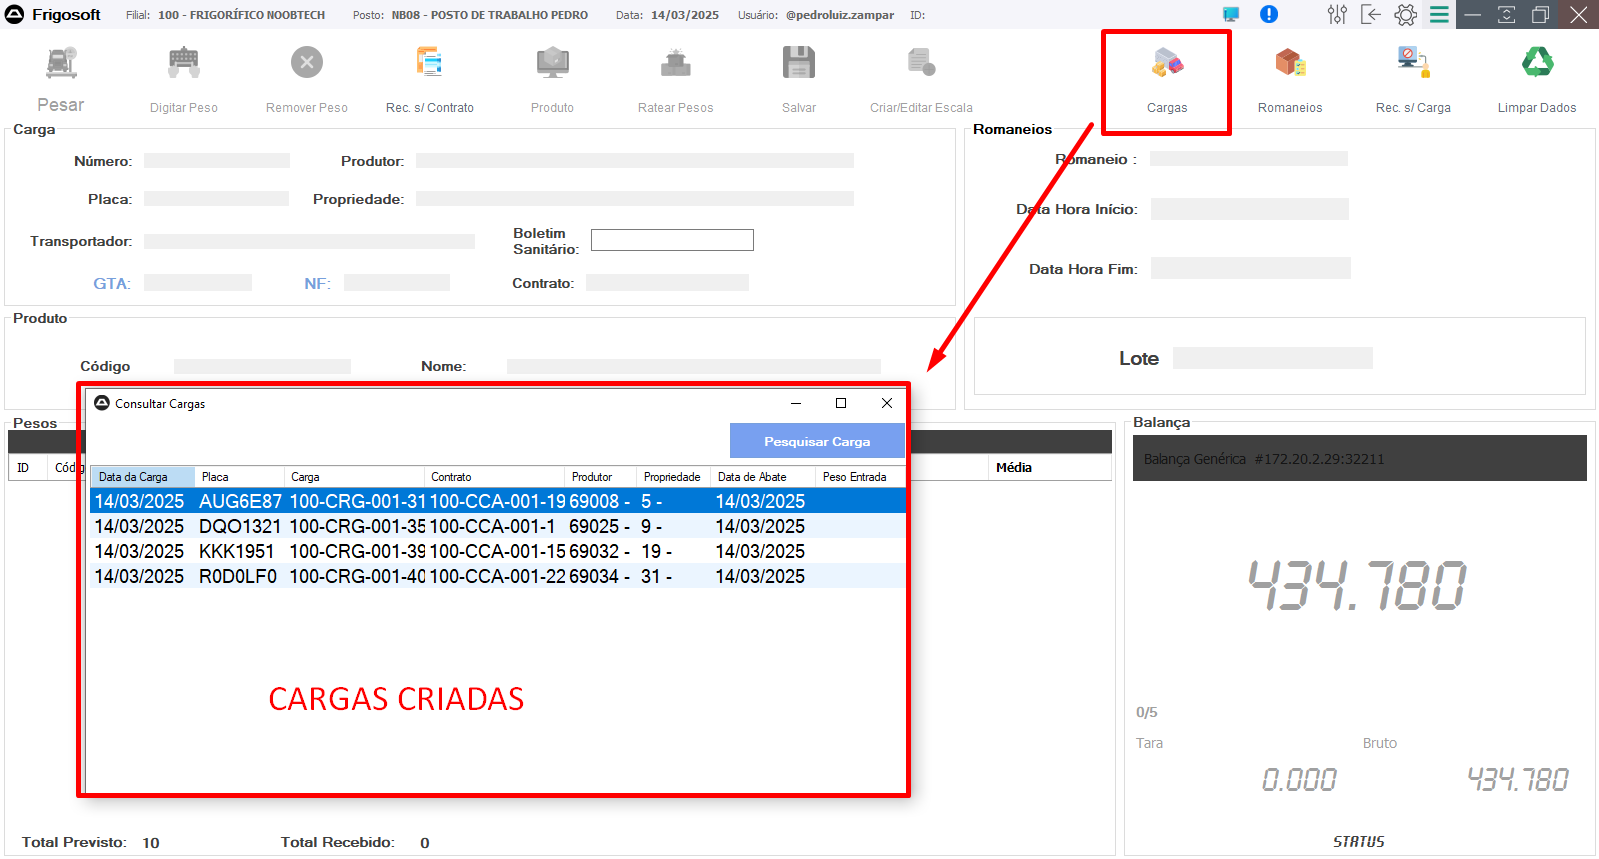 Frigosoft Filial: 100 - FRIGORÍFICO NOOBTECH Posto: NB08 - POSTO DE TRABALHO PEDRO Data: 14/03/2025 Usuário: @pedroluiz.zampar ID:
Pesar Digitar Peso Remover Peso Rec. s/ Contrato Produto Ratear Pesos Salvar Criar/Editar Escala Cargas Romaneios Rec. s/ Carga Limpar Dados
Carga
Número: Produtor:
Placa: Propriedade:
Transportador: Boletim
Sanitário:
GTA: NF: Contrato:
Romaneios
Romaneio :
Data Hora Início:
Data Hora Fim:
Produto
Código Nome:
Lote
Consultar Cargas
Pesquisar Carga
Data da Carga Placa Carga Contrato Produtor Propriedade Data de Abate Peso Entrada
14/03/2025 AUG6E87 100-CRG-001-31 100-CCA-001-19 69008 - 5 - 14/03/2025
14/03/2025 DQO1321 100-CRG-001-35 100-CCA-001-1 69025 - 9 - 14/03/2025
14/03/2025 KKK1951 100-CRG-001-39 100-CCA-001-15 69032 - 19 - 14/03/2025
14/03/2025 R0D0LF0 100-CRG-001-40 100-CCA-001-22 69034 - 31 - 14/03/2025
CARGAS CRIADAS
Pesos
ID Códig Média
Total Previsto: 10 Total Recebido: 0
Balança
Balança Genérica #172.20.2.29:32211
434.780
0/5
Tara Bruto
0.000 434.780
STATUS